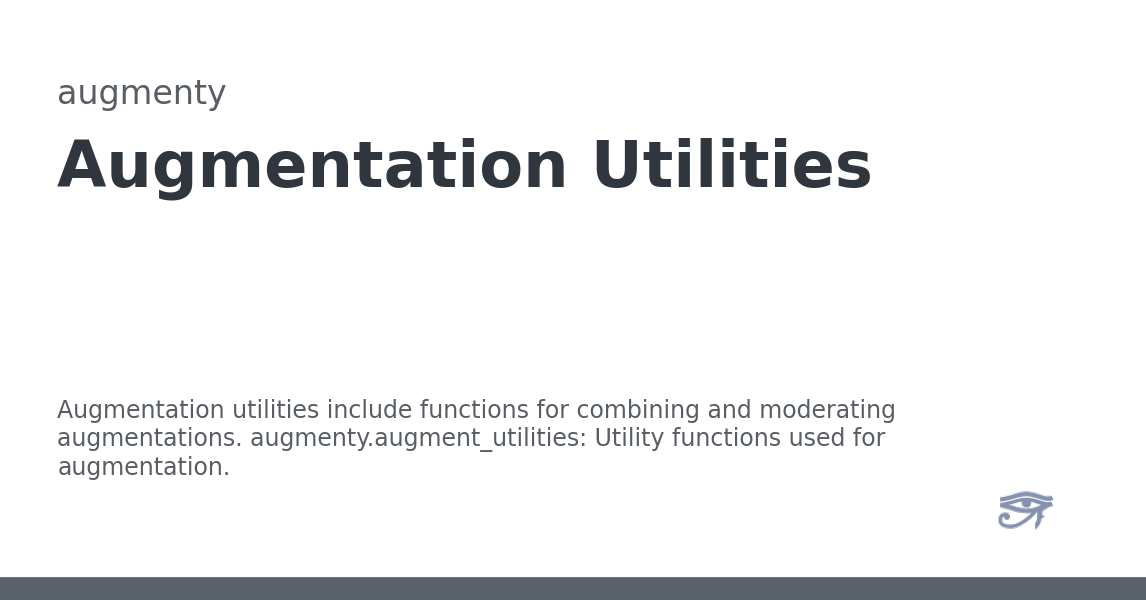 augmenty
Augmentation Utilities
Augmentation utilities include functions for combining and moderating
augmentations. augmenty.augment_utilities: Utility functions used for
augmentation.